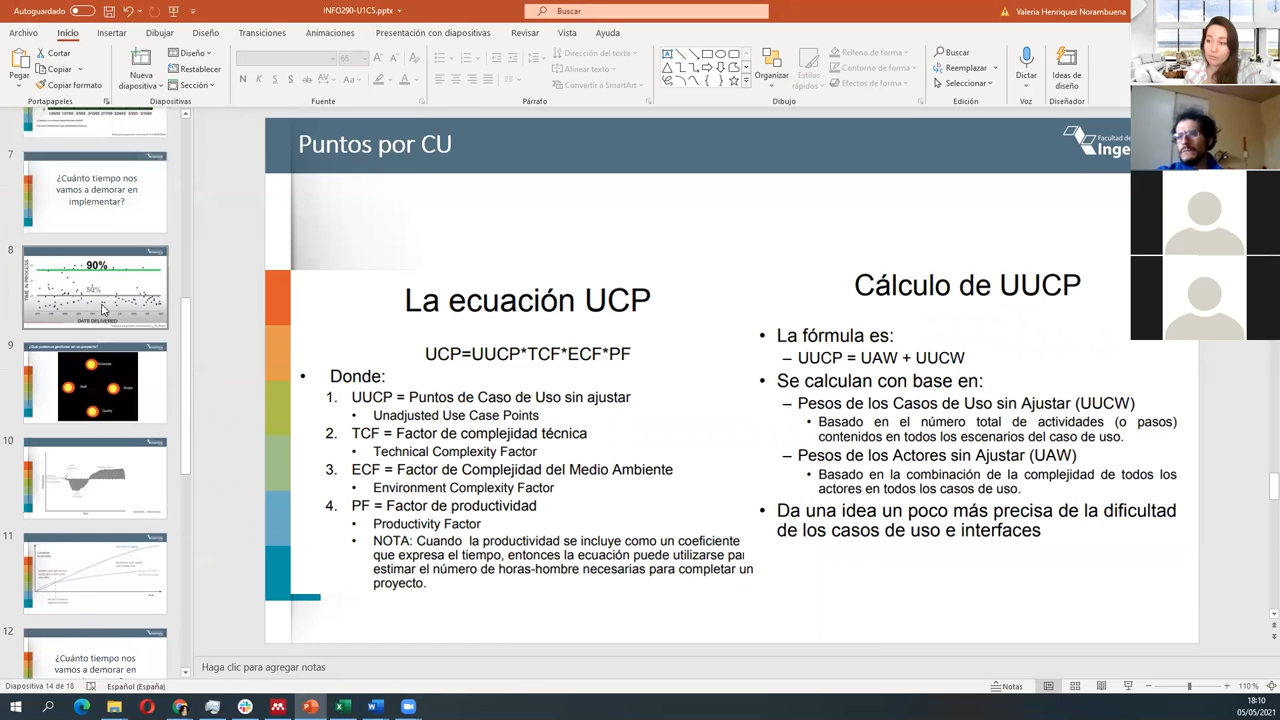 Autoguardado
INFO290-U1C5.pptx
Buscar
Valeria Henriquez Norambuena
Archivo
Inicio
Insertar
Dibujar
Diseño
Transiciones
Animaciones
Presentación con diapositivas
Revisar
Vista
Ayuda
Pegar
Cortar
Copiar
Copiar formato
Portapapeles
Nueva
diapositiva
Diseño
Restablecer
Sección
Diapositivas
66
N
K
S
S
Aa
A
Fuente
Dirección del texto
Alinear texto
Convertir a SmartArt
Párrafo
Organizar
Estilos
rápidos
Relleno de forma
Contorno de forma
Efectos de forma
Dibujo
Buscar
Reemplazar
Seleccionar
Edición
Dictar
Voz
Ideas de
diseño
Diseñador
7
¿Cuánto tiempo nos
vamos a demorar en
implementar?
8
90%
50%
TIME IN PROCESS
DATE DELIVERED
9
10
11
12
¿Cuánto tiempo nos
vamos a demorar en
Puntos por CU
Facultad de
Inge
La ecuación UCP
UCP=UUCP*TCF*ECF*PF
• Donde:
1. UUCP = Puntos de Caso de Uso sin ajustar
• Unadjusted Use Case Points
2. TCF = Factor de complejidad técnica
• Technical Complexity Factor
3. ECF = Factor de Complejidad del Medio Ambiente
• Environment Complexity Factor
4. PF = Factor de productividad
• Productivity Factor
• NOTA: Cuando la productividad se incluye como un coeficiente
que expresa el tiempo, entonces la ecuación puede utilizarse par
estimar el número de horas-hombre necesarias para completar un
proyecto.
Cálculo de UUCP
• La fórmula es:
– UUCP = UAW + UUCW
• Se calculan con base en:
– Pesos de los Casos de Uso sin Ajustar (UUCW)
• Basado en el número total de actividades (o pasos)
contenidos en todos los escenarios del caso de uso.
– Pesos de los Actores sin Ajustar (UAW)
• Basado en la combinación de la complejidad de todos los
actores en todos los casos de uso.
• Da una idea un poco más precisa de la dificultad
de los casos de uso e interfaces
Haga clic para agregar notas
Diapositiva 14 de 18
Español (España)
Notas
110 %
18:10
05/05/2021